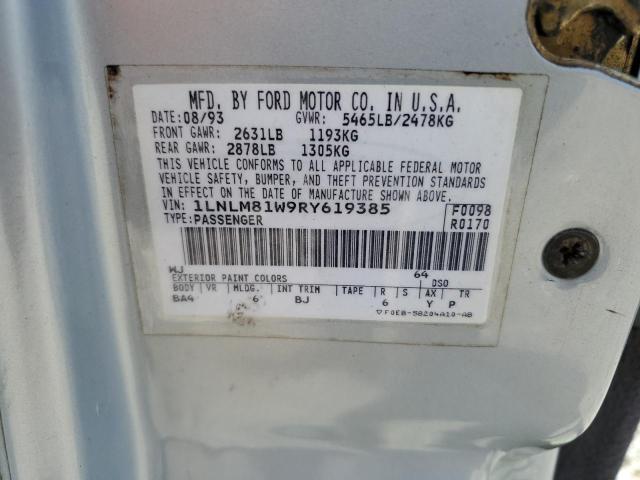 MFD. BY FORD MOTOR CO. IN U.S.A.
DATE: 08/93 GVWR: 5465LB/2478KG
FRONT GAWR: 2631LB 1193KG
REAR GAWR: 2878LB 1305KG
THIS VEHICLE CONFORMS TO ALL APPLICABLE FEDERAL MOTOR
VEHICLE SAFETY, BUMPER, AND THEFT PREVENTION STANDARDS
IN EFFECT ON THE DATE OF MANUFACTURE SHOWN ABOVE.
VIN: 1LNLM81W9RY619385 F0098
TYPE: PASSENGER R0170
WJ 64
EXTERIOR PAINT COLORS DSO
BODY VR MLDG. INT TRIM TAPE R S AX TR
BA4 6 BJ 6 Y P
▽F0EB-58204A10-AB